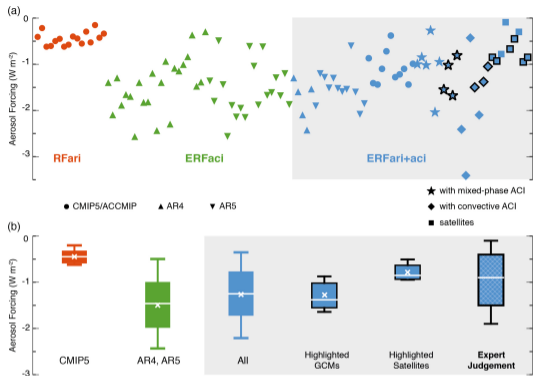 (a)
0
-1
-2
-3
Aerosol Forcing (W m-2)
RFari
ERFaci
ERFari+aci
CMIP5/ACCMIP
AR4
AR5
with mixed-phase ACI
with convective ACI
satellites
(b)
0
-1
-2
-3
Aerosol Forcing (W m-2)
CMIP5
AR4, AR5
All
Highlighted
GCMs
Highlighted
Satellites
Expert
Judgement